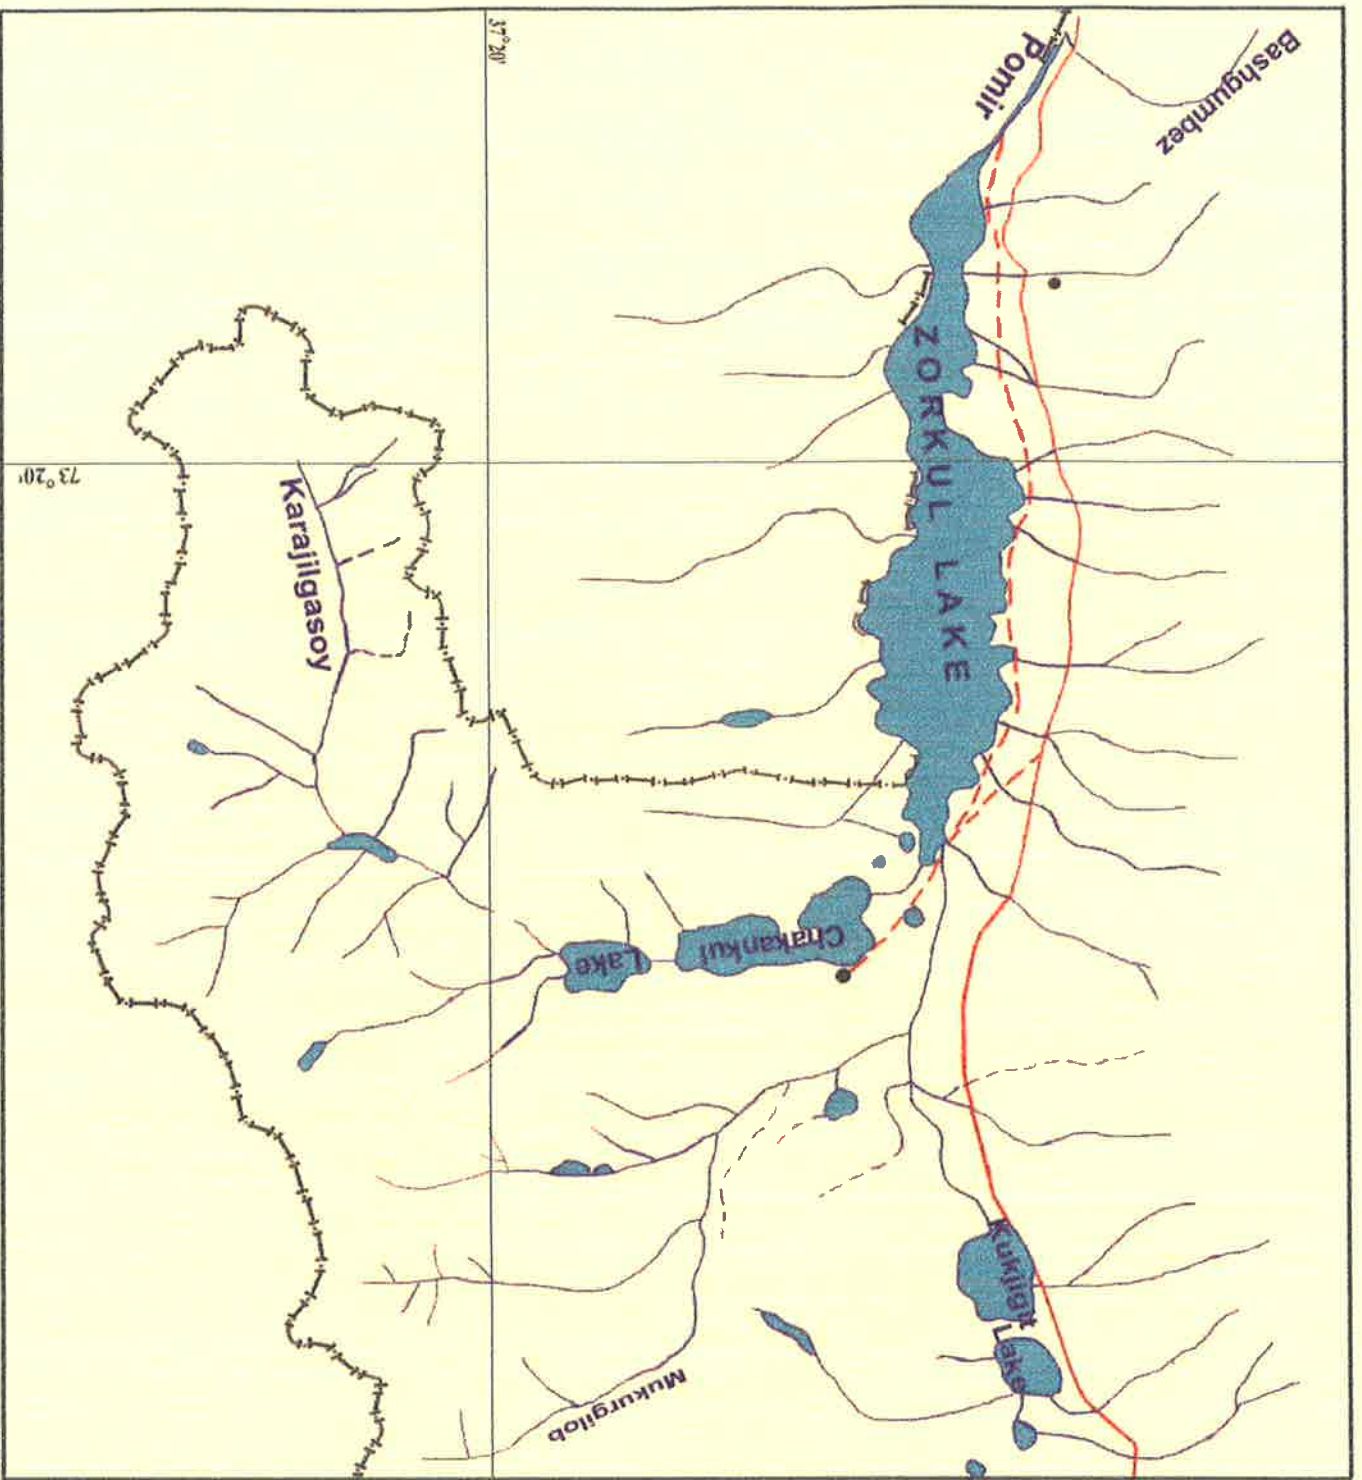 Bashgumbez
Pomir
37°20'
ZORKUL LAKE
73°20'
Karajilgasoy
Chakankul
Lake
Kukjigit
Lake
Mukurgilob